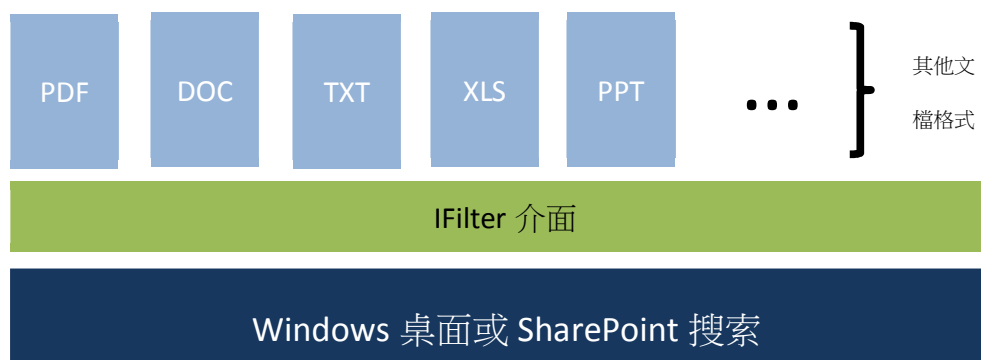 PDF
DOC
TXT
XLS
PPT
...
其他文
檔格式
IFilter 介面
Windows 桌面或 SharePoint 搜索